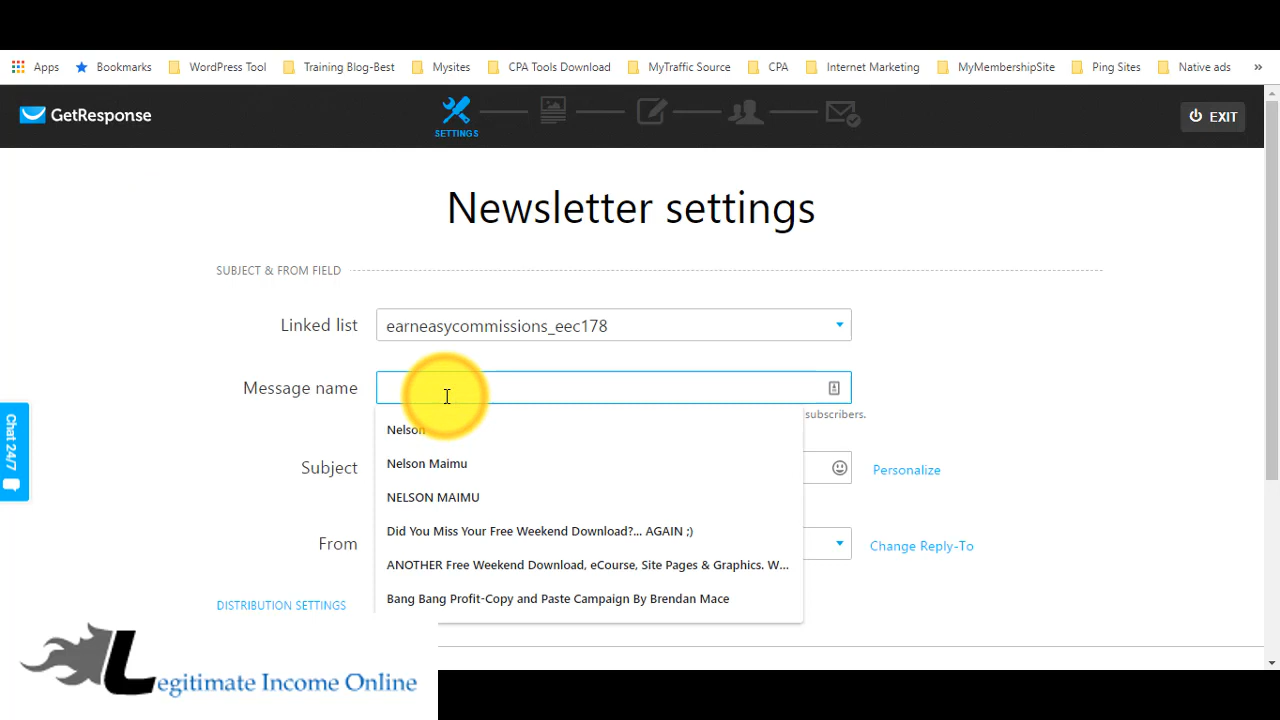 Apps Bookmarks WordPress Tool Training Blog-Best Mysites CPA Tools Download MyTraffic Source CPA Internet Marketing MyMembershipSite Ping Sites Native ads »
GetResponse
SETTINGS
EXIT
Newsletter settings
SUBJECT & FROM FIELD
Linked list
earneasycommissions_eec178
Message name
subscribers.
Nelson
Nelson Maimu
Subject
Personalize
NELSON MAIMU
Did You Miss Your Free Weekend Download?... AGAIN ;)
From
Change Reply-To
ANOTHER Free Weekend Download, eCourse, Site Pages & Graphics. W...
Bang Bang Profit-Copy and Paste Campaign By Brendan Mace
DISTRIBUTION SETTINGS
Chat 24/7
Legitimate Income Online